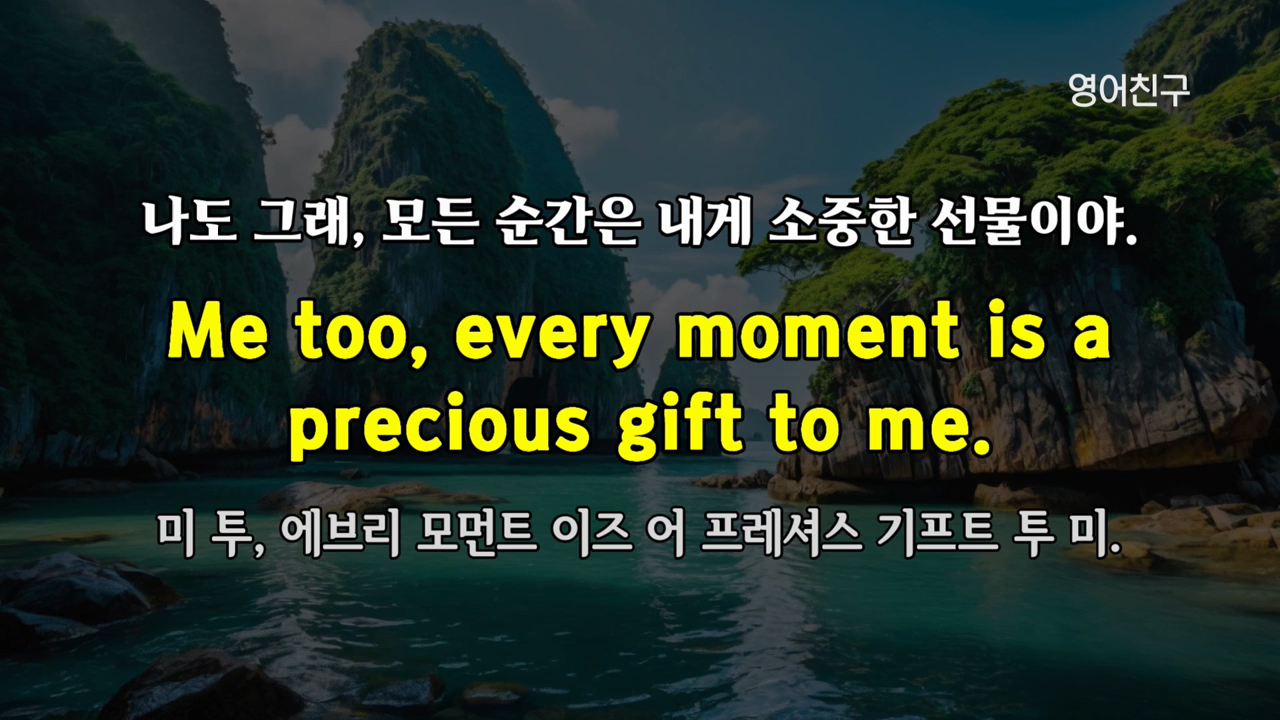 영어친구
나도 그래, 모든 순간은 내게 소중한 선물이야.
Me too, every moment is a
precious gift to me.
미 투, 에브리 모먼트 이즈 어 프레셔스 기프트 투 미.